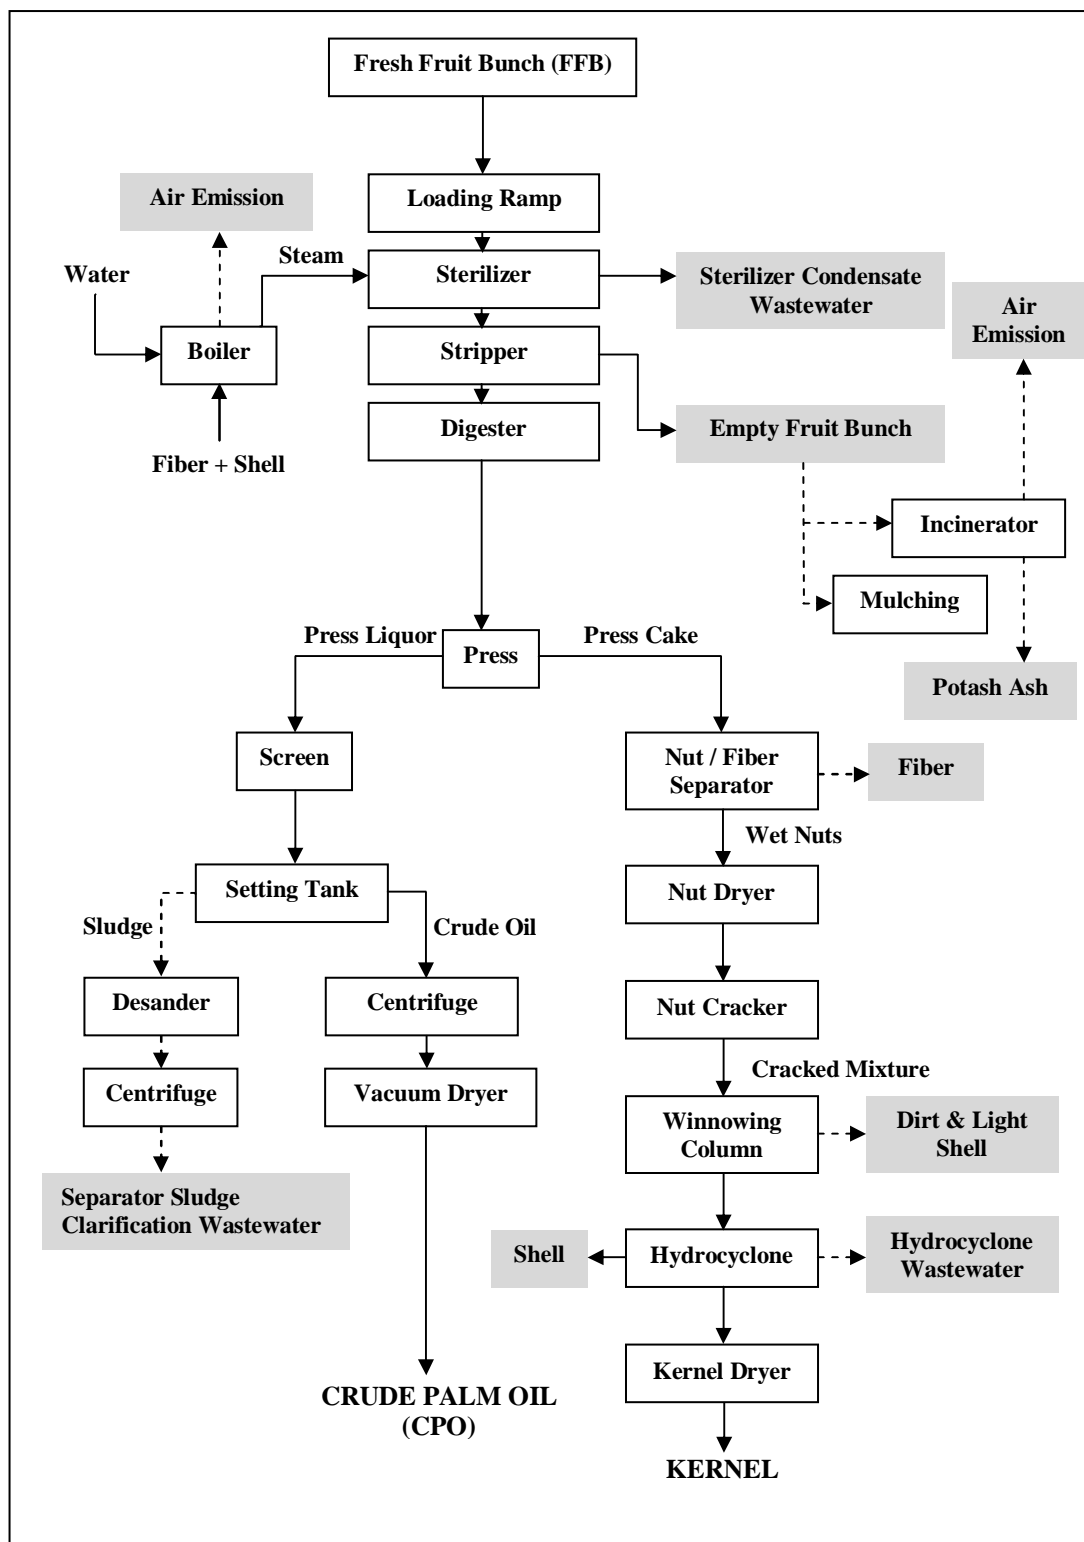 Fresh Fruit Bunch (FFB)
Loading Ramp
Air Emission
Steam
Water
Sterilizer
Sterilizer Condensate
Wastewater
Air
Emission
Boiler
Stripper
Digester
Empty Fruit Bunch
Fiber + Shell
Incinerator
Mulching
Press Liquor
Press Cake
Press
Potash Ash
Screen
Nut / Fiber
Separator
Fiber
Wet Nuts
Setting Tank
Nut Dryer
Sludge
Crude Oil
Desander
Centrifuge
Nut Cracker
Cracked Mixture
Centrifuge
Vacuum Dryer
Winnowing
Column
Dirt & Light
Shell
Separator Sludge
Clarification Wastewater
Shell
Hydrocyclone
Hydrocyclone
Wastewater
Kernel Dryer
CRUDE PALM OIL
(CPO)
KERNEL